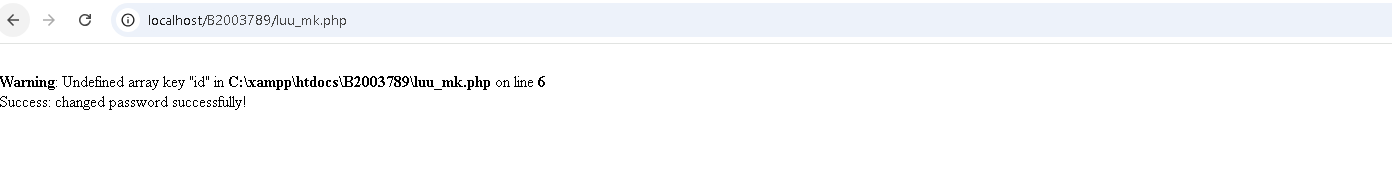 localhost/B2003789/luu_mk.php
Warning: Undefined array key "id" in C:\xampp\htdocs\B2003789\luu_mk.php on line 6
Success: changed password successfully!